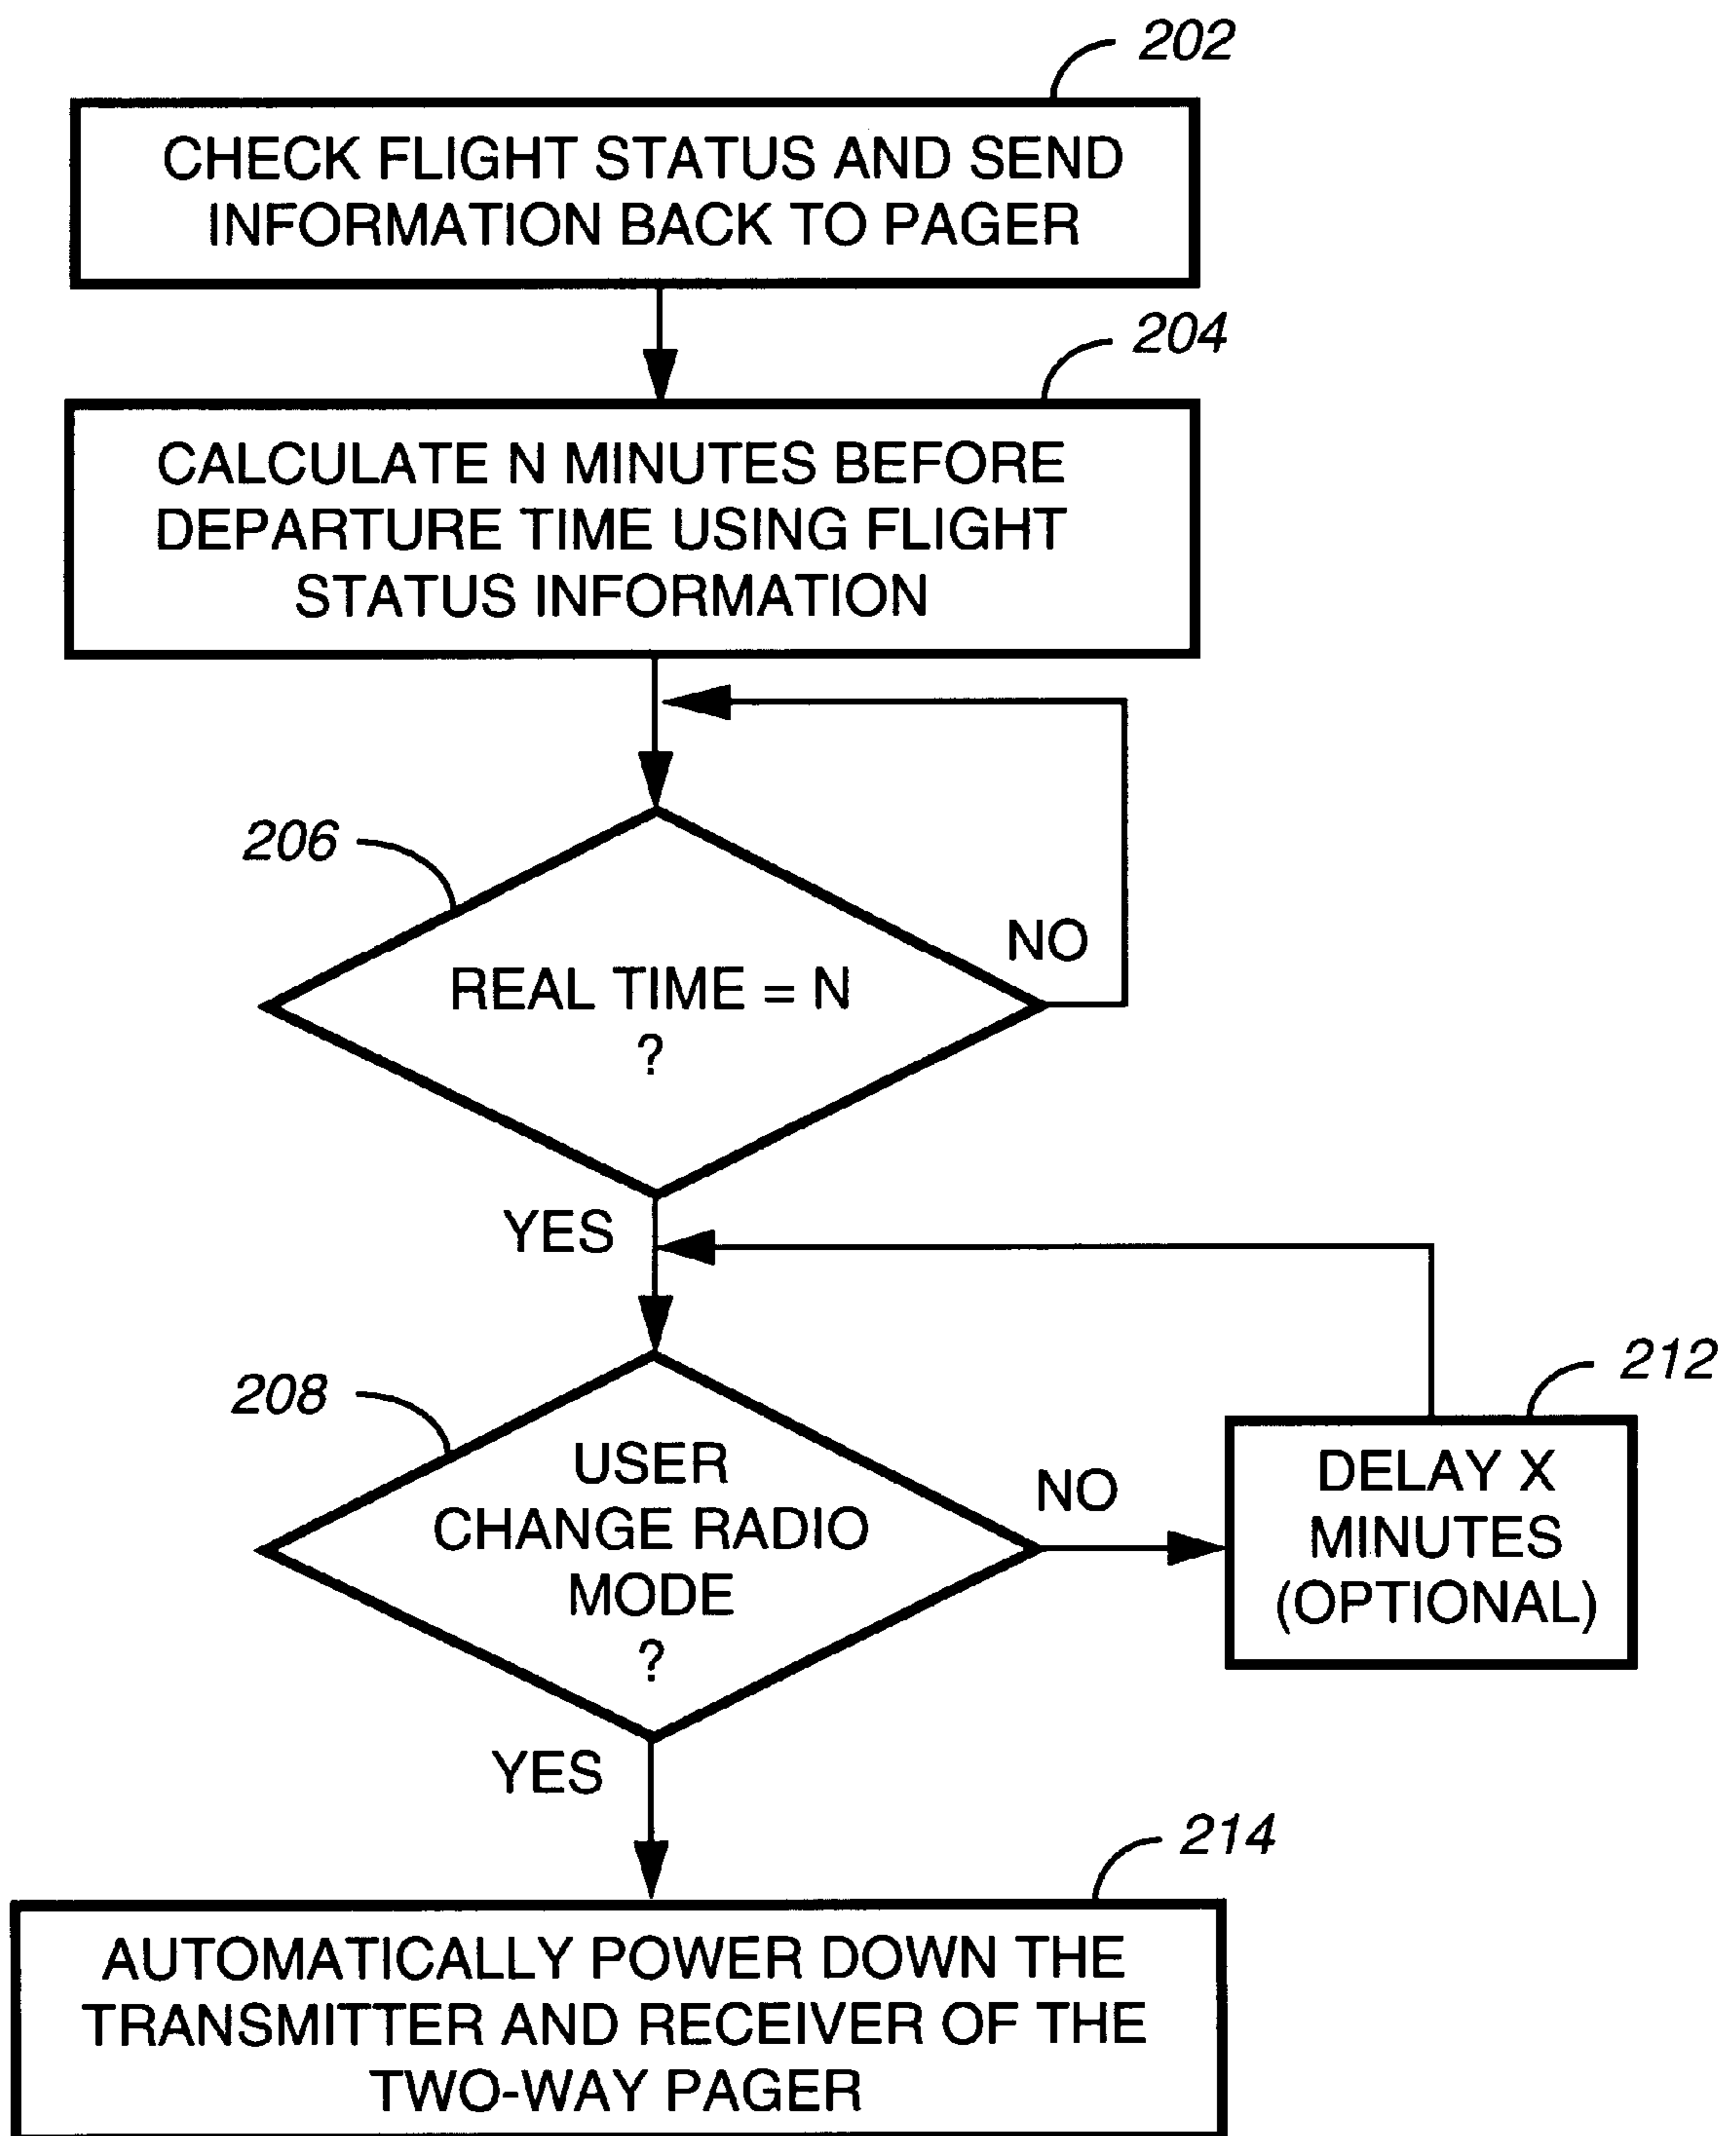 202
CHECK FLIGHT STATUS AND SEND
INFORMATION BACK TO PAGER
204
CALCULATE N MINUTES BEFORE
DEPARTURE TIME USING FLIGHT
STATUS INFORMATION
206
NO
REAL TIME = N
?
YES
208
212
USER
CHANGE RADIO
MODE
?
NO
DELAY X
MINUTES
(OPTIONAL)
YES
214
AUTOMATICALLY POWER DOWN THE
TRANSMITTER AND RECEIVER OF THE
TWO-WAY PAGER